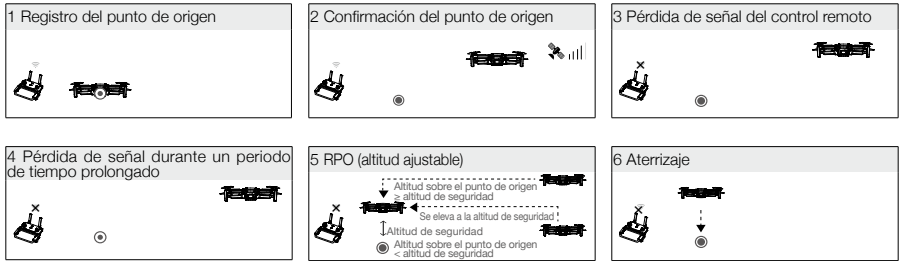 1 Registro del punto de origen
2 Confirmación del punto de origen
3 Pérdida de señal del control remoto
4 Pérdida de señal durante un periodo
de tiempo prolongado
5 RPO (altitud ajustable)
Altitud sobre el punto de origen
≥ altitud de seguridad
Se eleva a la altitud de seguridad
Altitud de seguridad
Altitud sobre el punto de origen
< altitud de seguridad
6 Aterrizaje